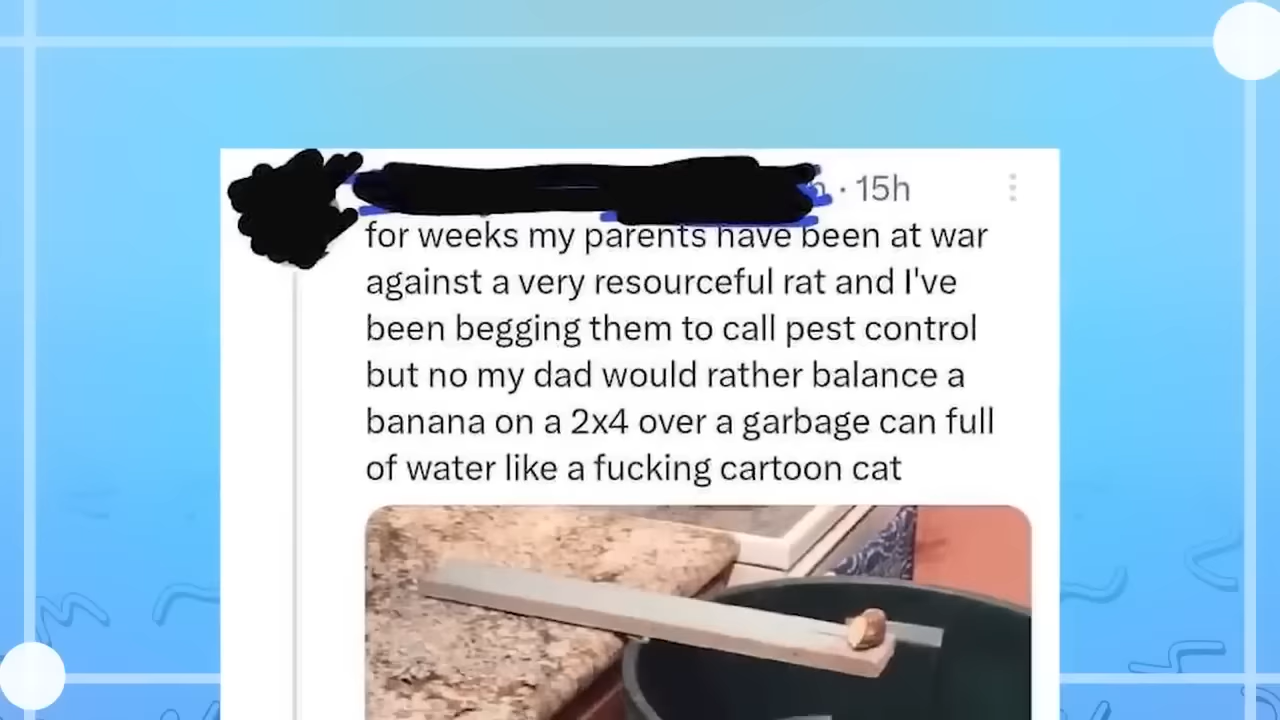 · 15h
for weeks my parents have been at war
against a very resourceful rat and I've
been begging them to call pest control
but no my dad would rather balance a
banana on a 2x4 over a garbage can full
of water like a fucking cartoon cat